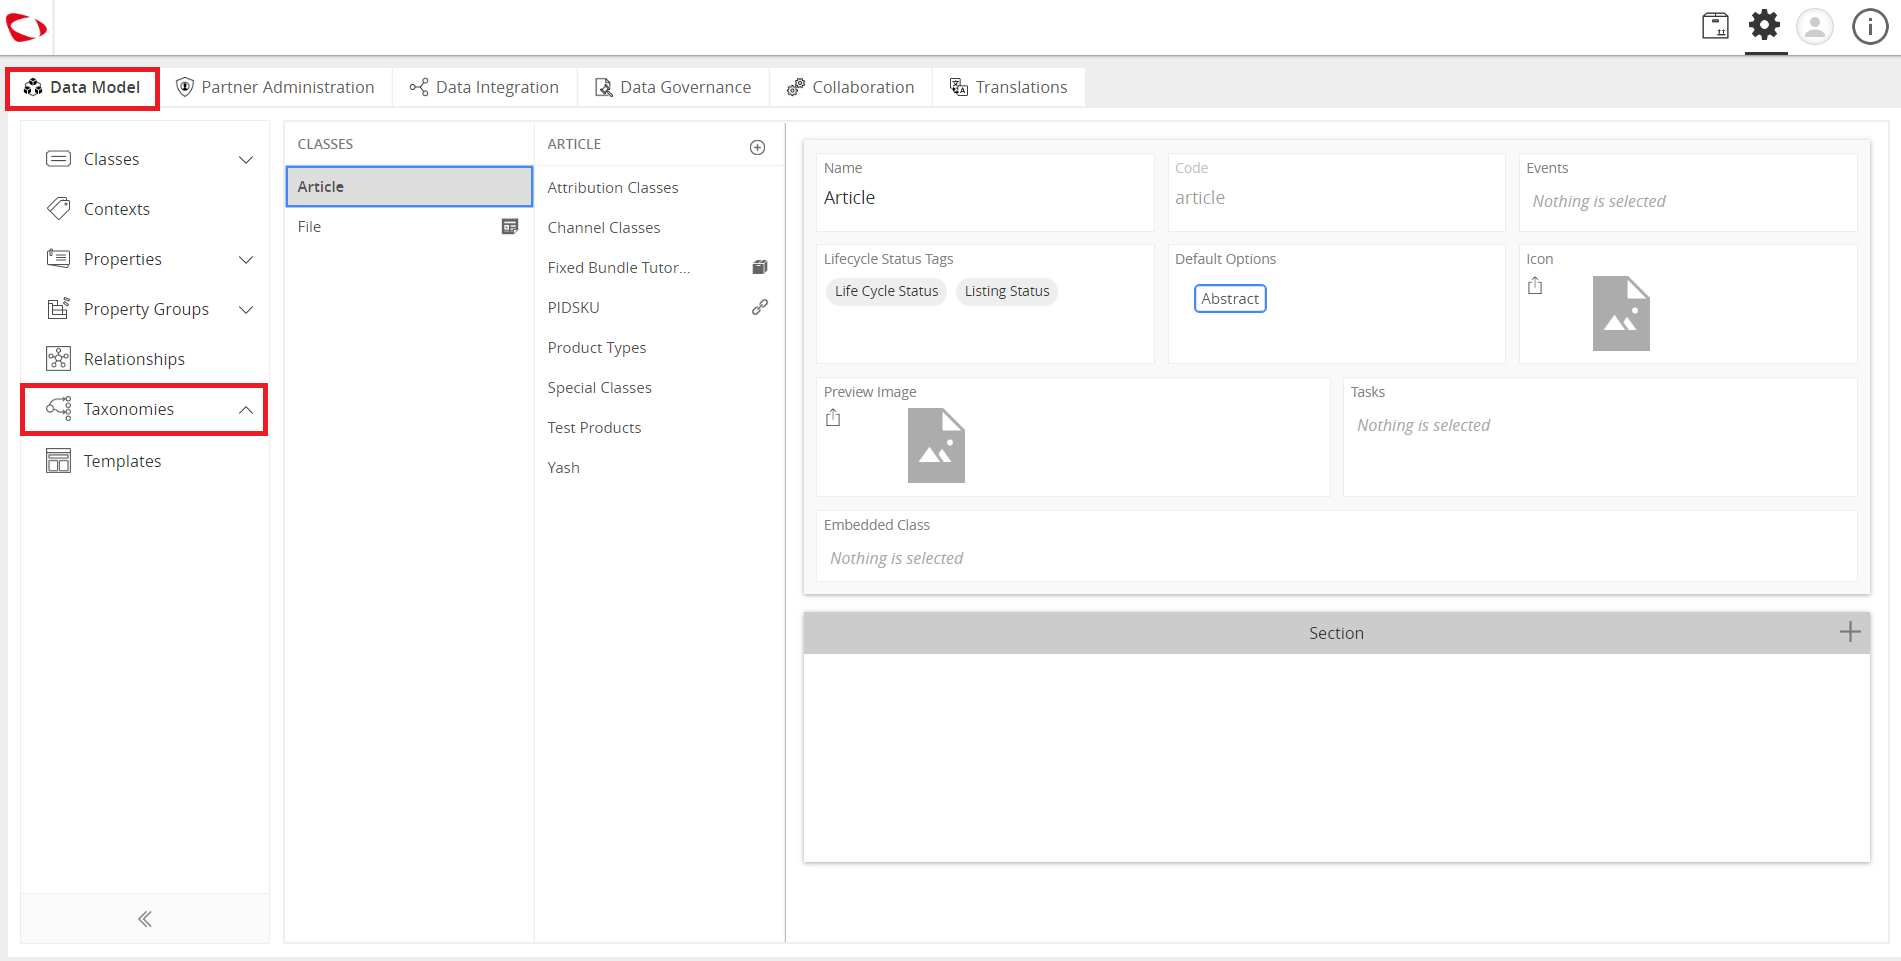 Data Model
Partner Administration
Data Integration
Data Governance
Collaboration
Translations
Classes
Contexts
Properties
Property Groups
Relationships
Taxonomies
Templates
CLASSES
Article
File
ARTICLE
Attribution Classes
Channel Classes
Fixed Bundle Tutor...
PIDSKU
Product Types
Special Classes
Test Products
Yash
Name
Article
Code
article
Events
Nothing is selected
Lifecycle Status Tags
Life Cycle Status
Listing Status
Default Options
Abstract
Icon
Preview Image
Tasks
Nothing is selected
Embedded Class
Nothing is selected
Section